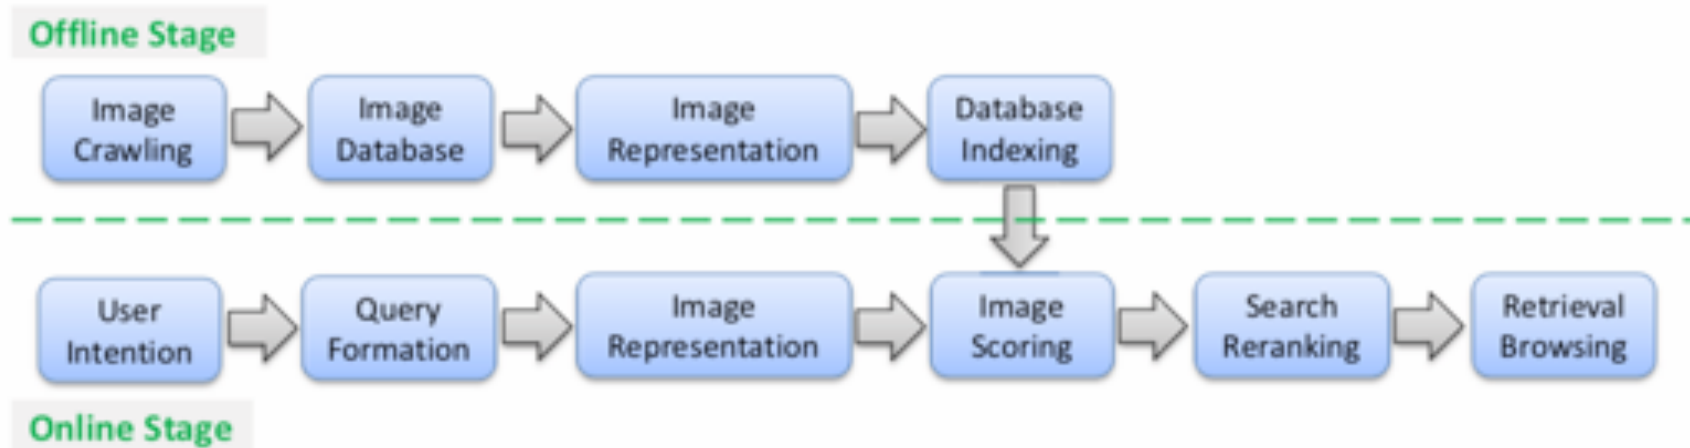 Offline Stage
Image
Crawling
Image
Database
Image
Representation
Database
Indexing
User
Intention
Query
Formation
Image
Representation
Image
Scoring
Search
Reranking
Retrieval
Browsing
Online Stage